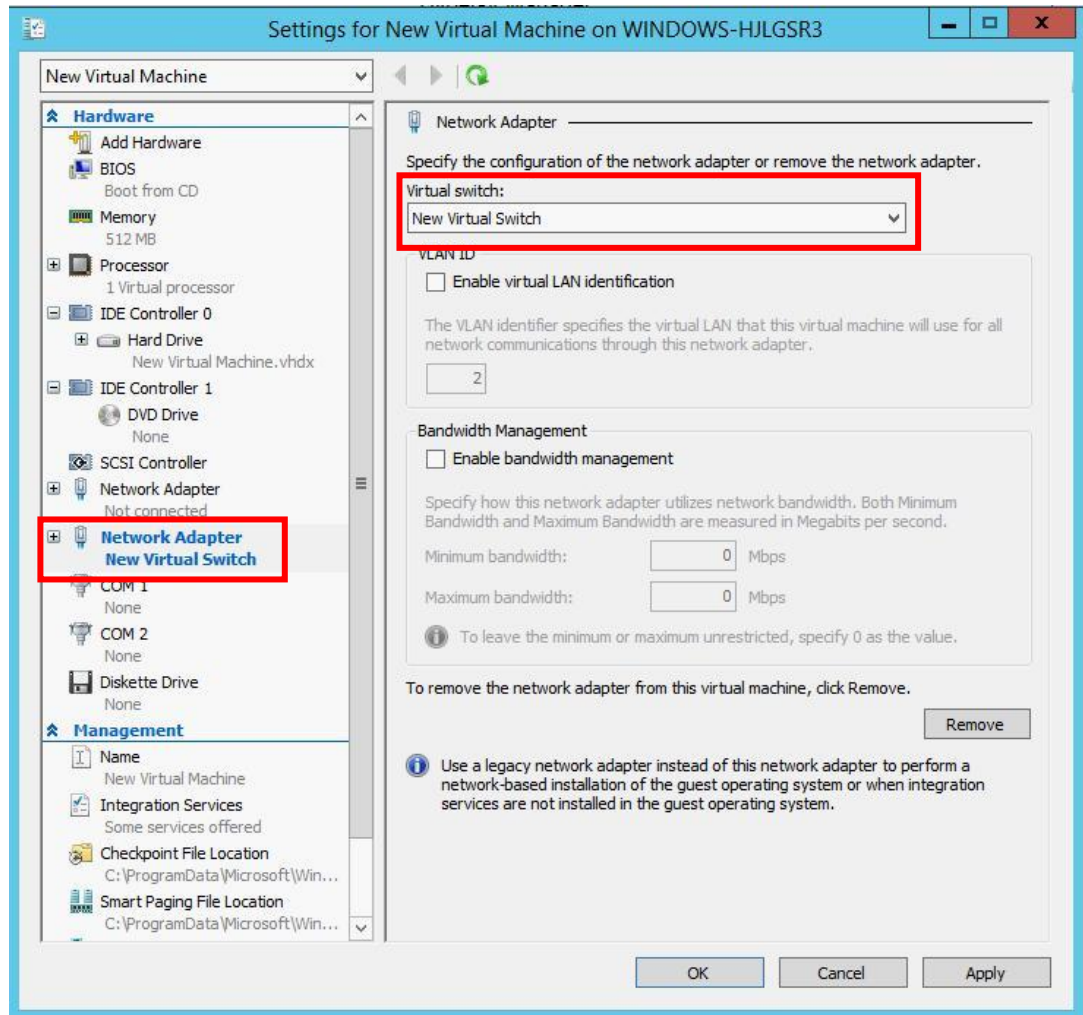 Settings for New Virtual Machine on WINDOWS-HJLGSR3
New Virtual Machine
Hardware
Add Hardware
BIOS
Boot from CD
Memory
512 MB
Processor
1 Virtual processor
IDE Controller 0
Hard Drive
New Virtual Machine.vhdx
IDE Controller 1
DVD Drive
None
SCSI Controller
Network Adapter
Not connected
Network Adapter
New Virtual Switch
COM 1
None
COM 2
None
Diskette Drive
None
Management
Name
New Virtual Machine
Integration Services
Some services offered
Checkpoint File Location
C:\ProgramData\Microsoft\Win...
Smart Paging File Location
C:\ProgramData\Microsoft\Win...
Network Adapter
Specify the configuration of the network adapter or remove the network adapter.
Virtual switch:
New Virtual Switch
VLAN ID
Enable virtual LAN identification
The VLAN identifier specifies the virtual LAN that this virtual machine will use for all
network communications through this network adapter.
2
Bandwidth Management
Enable bandwidth management
Specify how this network adapter utilizes network bandwidth. Both Minimum
Bandwidth and Maximum Bandwidth are measured in Megabits per second.
Minimum bandwidth: 0 Mbps
Maximum bandwidth: 0 Mbps
To leave the minimum or maximum unrestricted, specify 0 as the value.
To remove the network adapter from this virtual machine, click Remove.
Remove
Use a legacy network adapter instead of this network adapter to perform a
network-based installation of the guest operating system or when integration
services are not installed in the guest operating system.
OK Cancel Apply